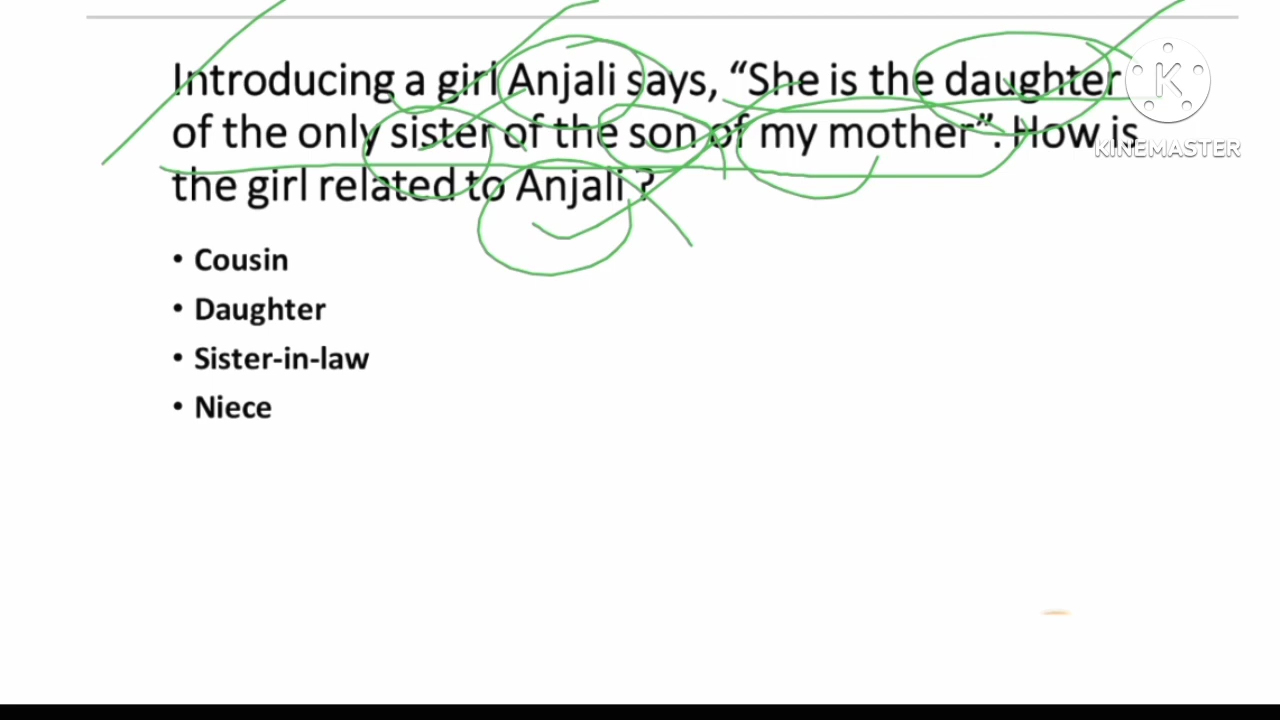 Introducing a girl Anjali says, “She is the daughter
of the only sister of the son of my mother”. How is
the girl related to Anjali ?
• Cousin
• Daughter
• Sister-in-law
• Niece
K
KINEMASTER